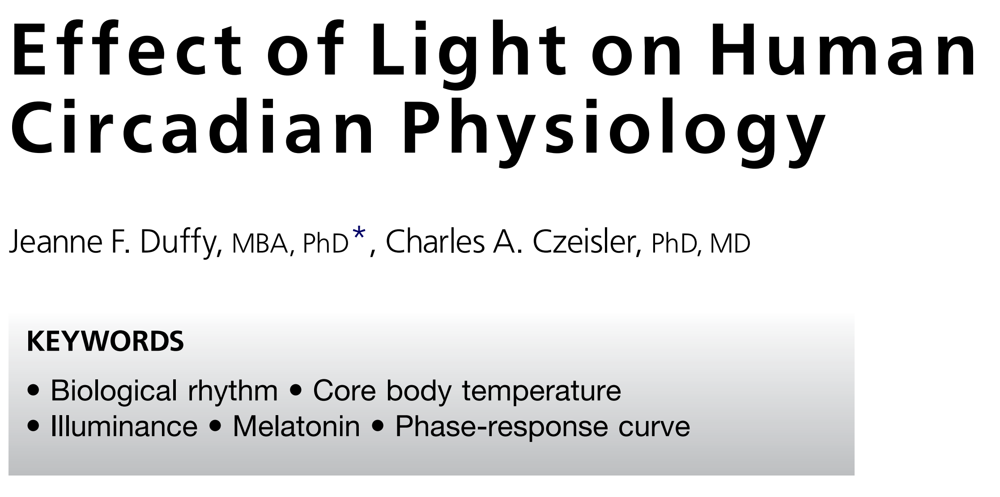 Effect of Light on Human
Circadian Physiology
Jeanne F. Duffy, MBA, PhD*, Charles A. Czeisler, PhD, MD
KEYWORDS
• Biological rhythm • Core body temperature
• Illuminance • Melatonin • Phase-response curve